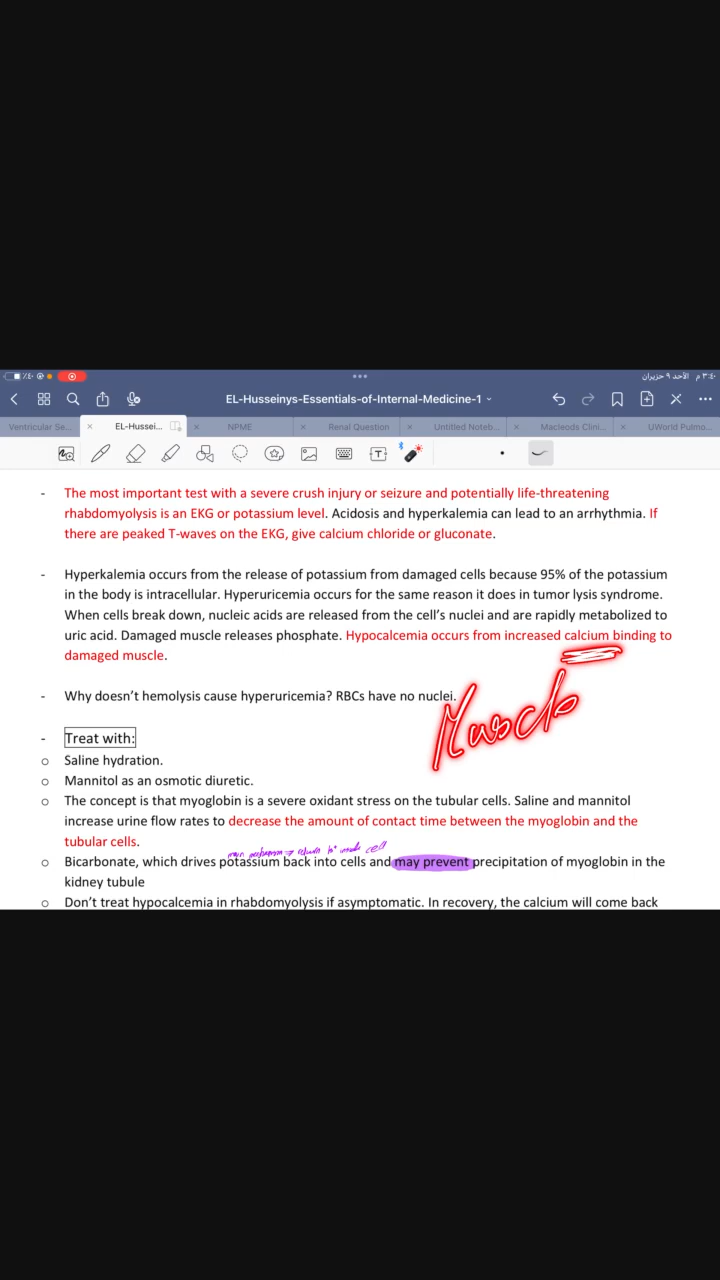 ٪٤٠
٣:٤٠ م الأحد ٩ حزيران
EL-Husseinys-Essentials-of-Internal-Medicine-1
Ventricular Se...
EL-Hussei...
NPME
Renal Question
Untitled Noteb...
Macleods Clini...
UWorld Pulmo...
- The most important test with a severe crush injury or seizure and potentially life-threatening
rhabdomyolysis is an EKG or potassium level. Acidosis and hyperkalemia can lead to an arrhythmia. If
there are peaked T-waves on the EKG, give calcium chloride or gluconate.
- Hyperkalemia occurs from the release of potassium from damaged cells because 95% of the potassium
in the body is intracellular. Hyperuricemia occurs for the same reason it does in tumor lysis syndrome.
When cells break down, nucleic acids are released from the cell's nuclei and are rapidly metabolized to
uric acid. Damaged muscle releases phosphate. Hypocalcemia occurs from increased calcium binding to
damaged muscle.
- Why doesn't hemolysis cause hyperuricemia? RBCs have no nuclei.
Muscle
- Treat with:
o Saline hydration.
o Mannitol as an osmotic diuretic.
o The concept is that myoglobin is a severe oxidant stress on the tubular cells. Saline and mannitol
increase urine flow rates to decrease the amount of contact time between the myoglobin and the
tubular cells.
main mechanism → return k+ inside cell
o Bicarbonate, which drives potassium back into cells and may prevent precipitation of myoglobin in the
kidney tubule
o Don't treat hypocalcemia in rhabdomyolysis if asymptomatic. In recovery, the calcium will come back